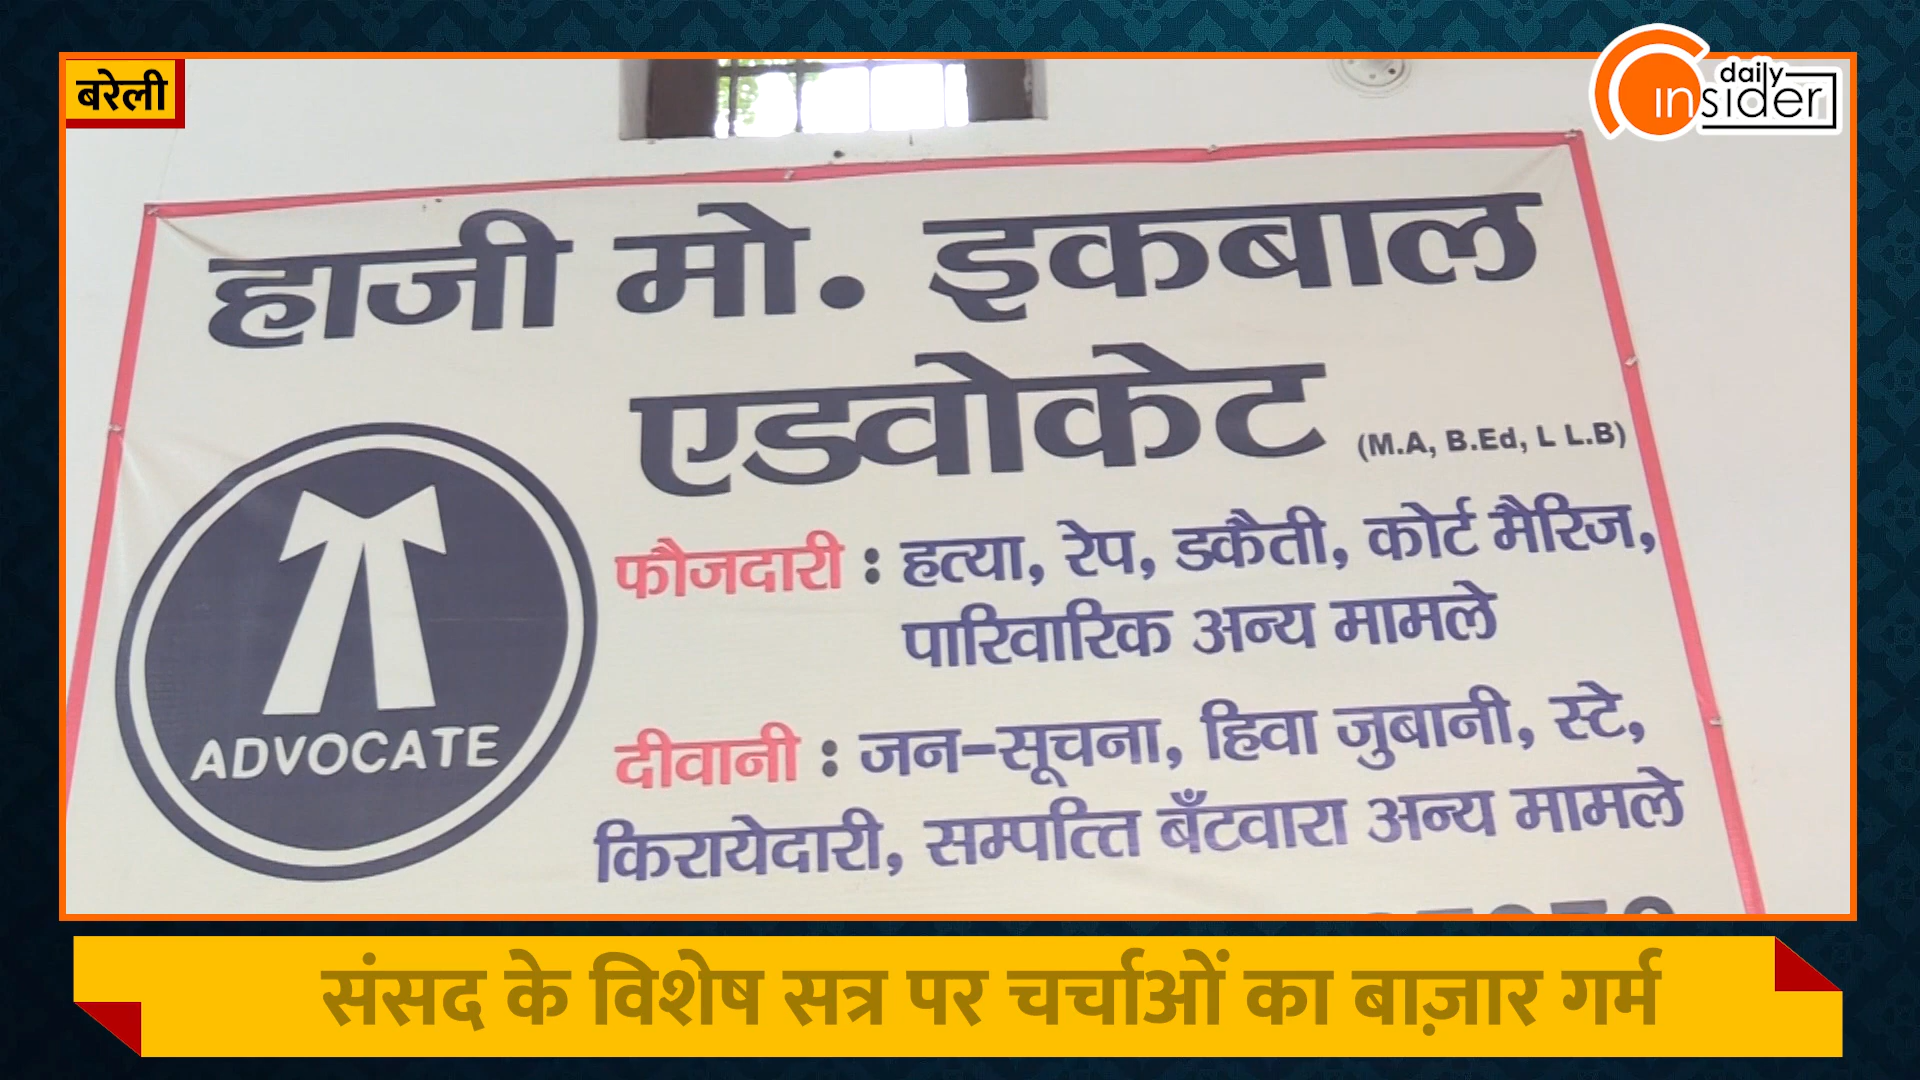 बरेली
daily
insider
हाजी मो. इकबाल
एडवोकेट (M.A, B.Ed, L L.B)
फौजदारी : हत्या, रेप, डकैती, कोर्ट मैरिज,
पारिवारिक अन्य मामले
ADVOCATE
दीवानी : जन-सूचना, हिवा जुबानी, स्टे,
किरायेदारी, सम्पत्ति बँटवारा अन्य मामले
संसद के विशेष सत्र पर चर्चाओं का बाज़ार गर्म